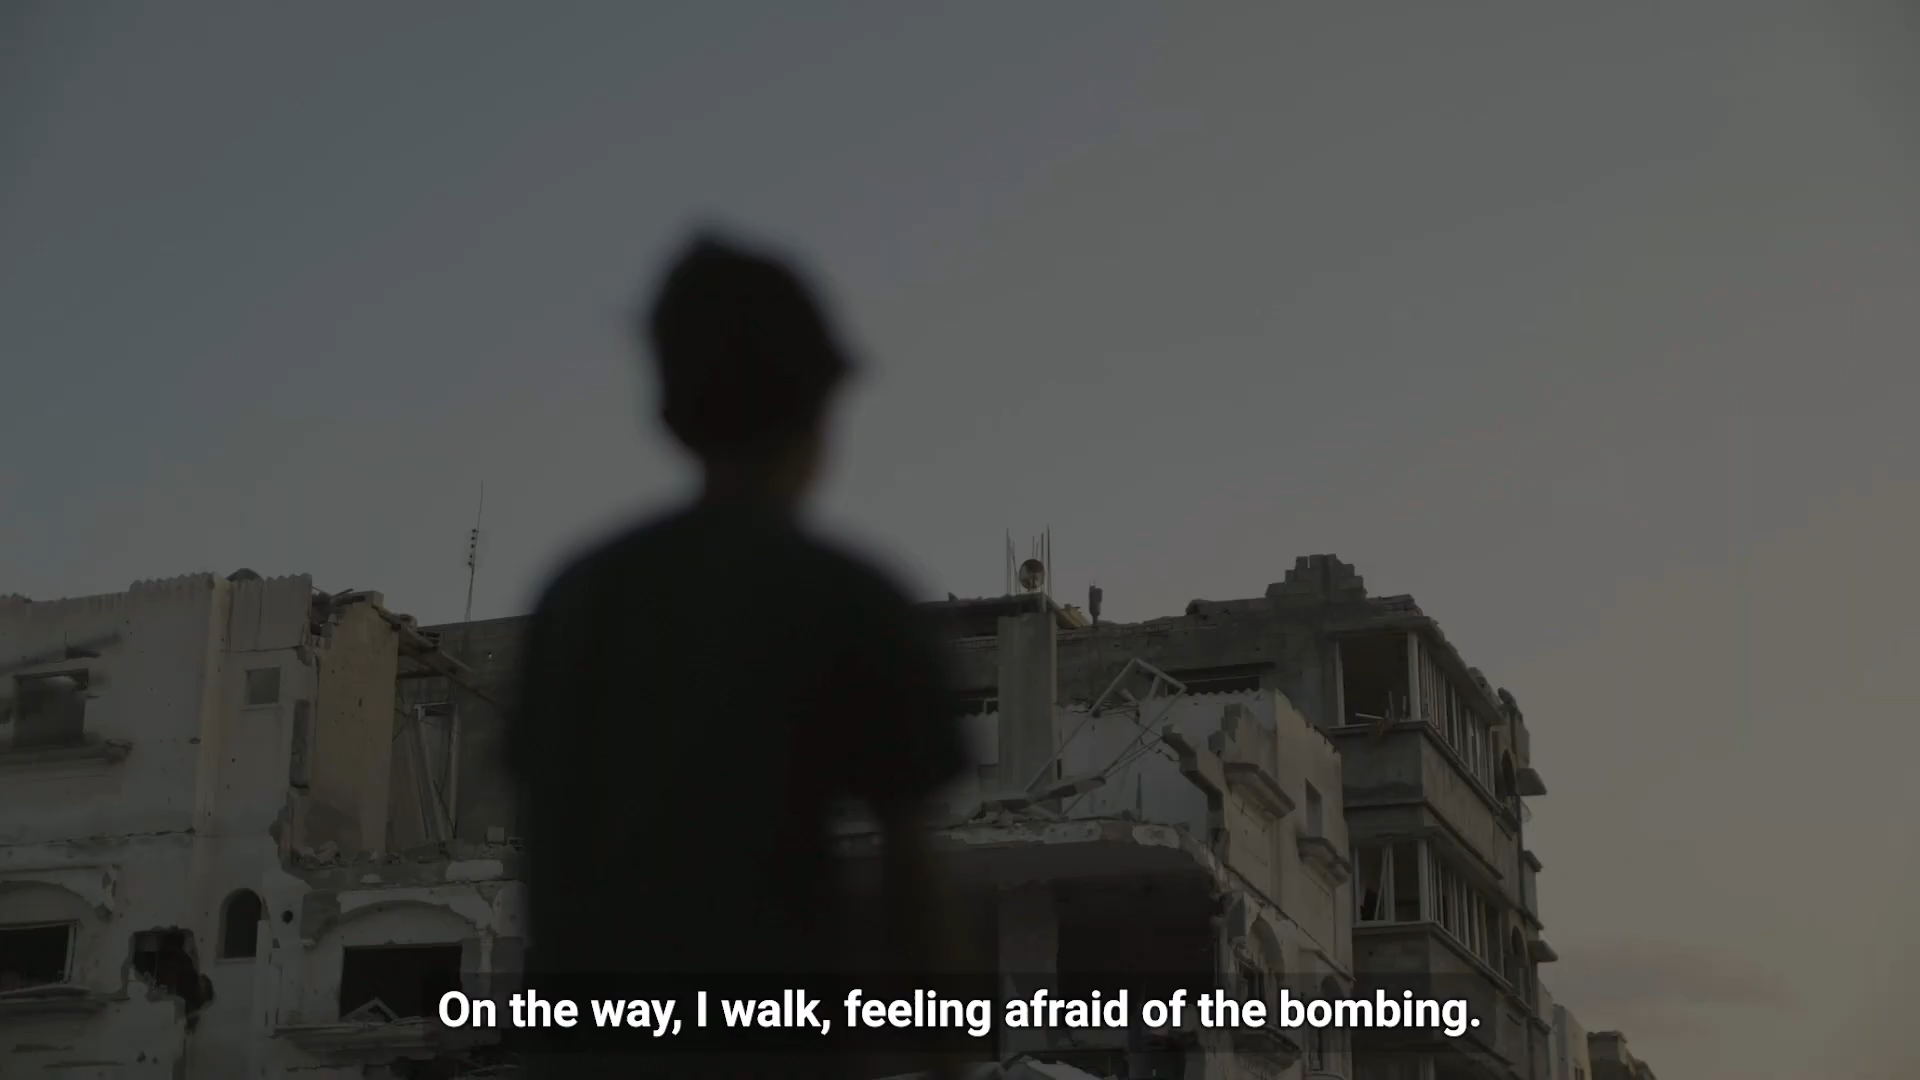 On the way, I walk, feeling afraid of the bombing.